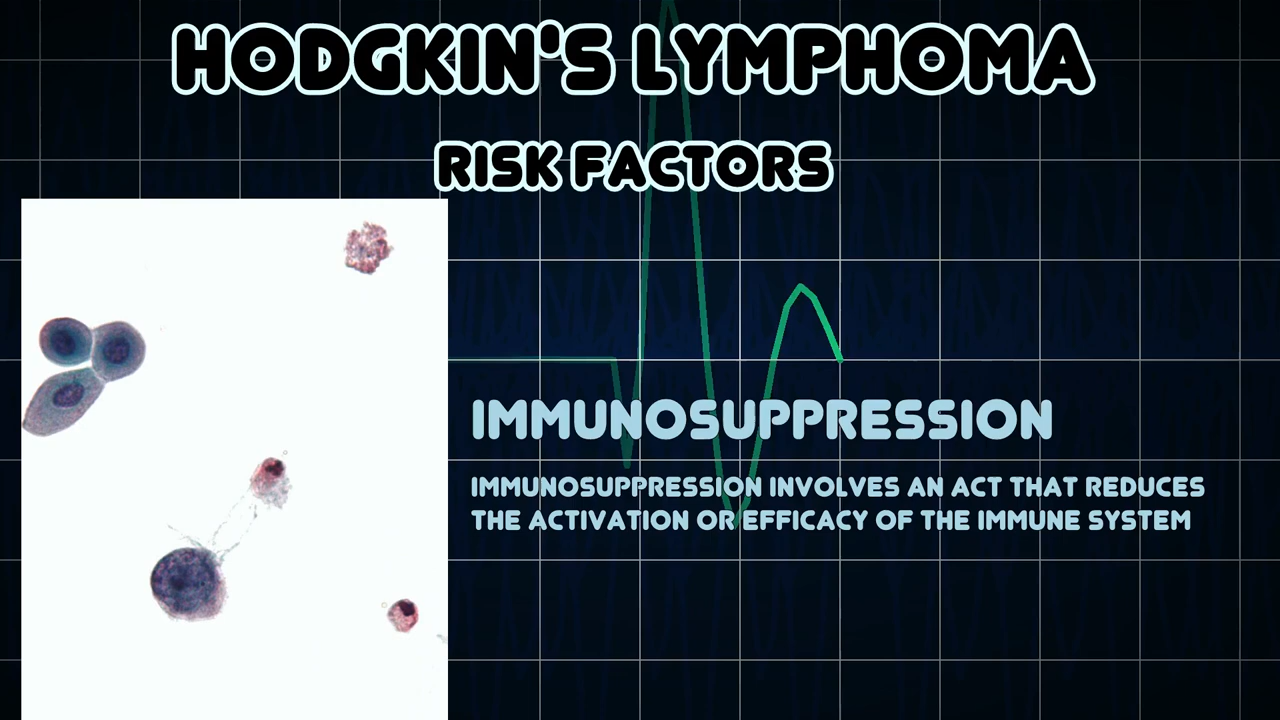 HODGKIN'S LYMPHOMA
RISK FACTORS
IMMUNOSUPPRESSION
IMMUNOSUPPRESSION INVOLVES AN ACT THAT REDUCES
THE ACTIVATION OR EFFICACY OF THE IMMUNE SYSTEM